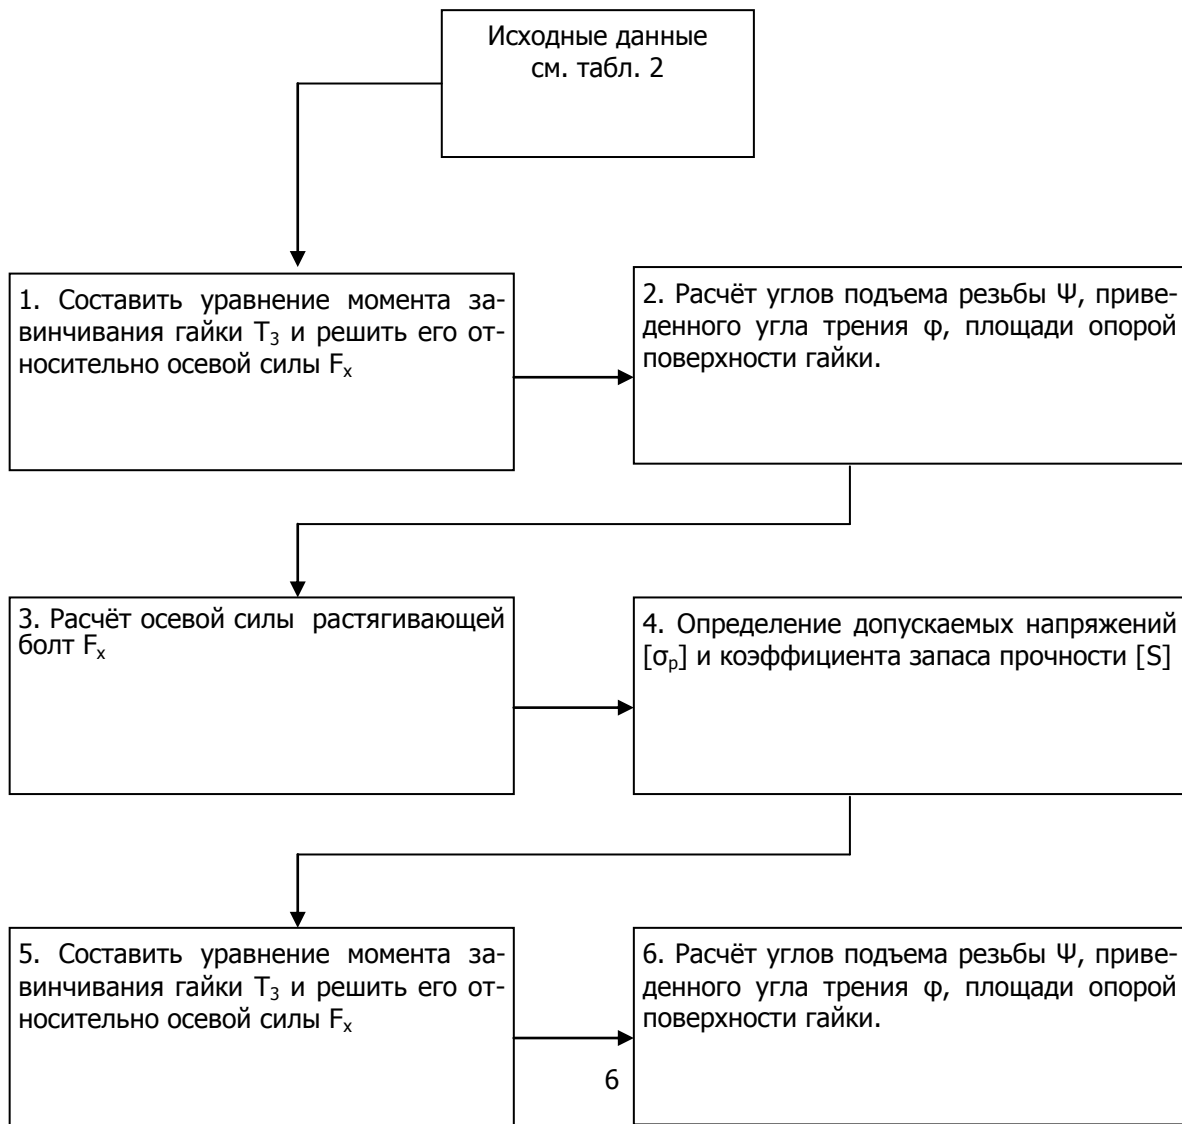 Исходные данные
см. табл. 2
1. Составить уравнение момента за-
винчивания гайки Т₃ и решить его от-
носительно осевой силы Fₓ
2. Расчёт углов подъема резьбы Ψ, приве-
денного угла трения φ, площади опорой
поверхности гайки.
3. Расчёт осевой силы растягивающей
болт Fₓ
4. Определение допускаемых напряжений
[σₚ] и коэффициента запаса прочности [S]
5. Составить уравнение момента за-
винчивания гайки Т₃ и решить его от-
носительно осевой силы Fₓ
6. Расчёт углов подъема резьбы Ψ, приве-
денного угла трения φ, площади опорой
поверхности гайки.
6